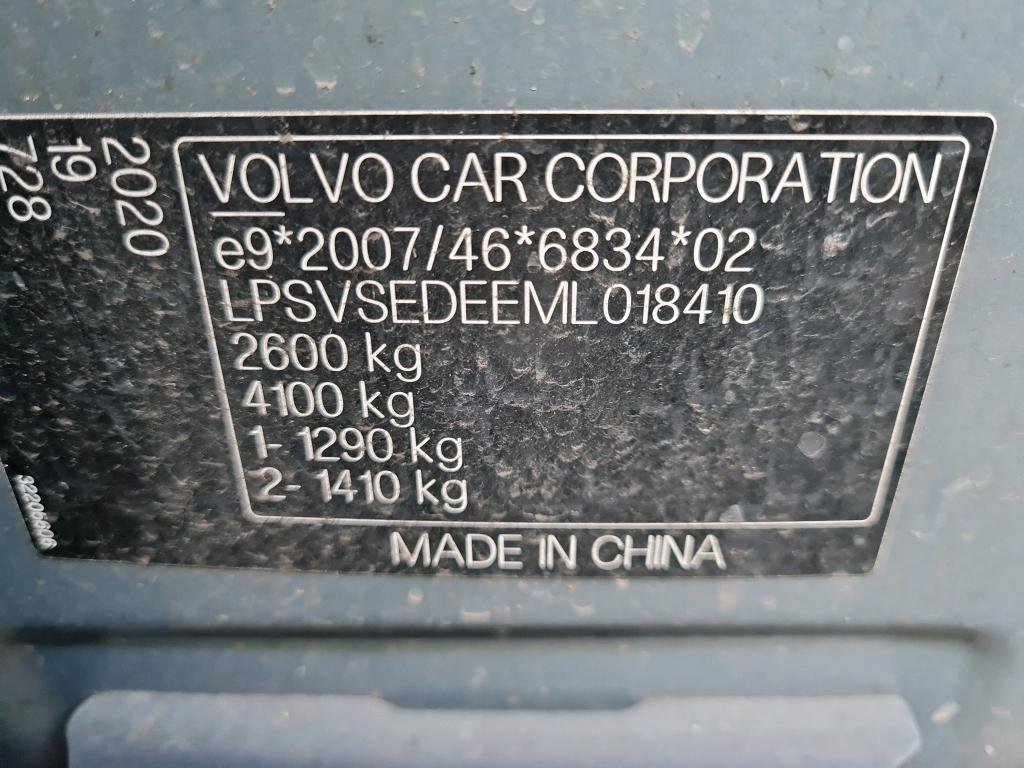 VOLVO CAR CORPORATION
e9*2007/46*6834*02
LPSVSEDEEML018410
2600 kg
4100 kg
1- 1290 kg
2- 1410 kg
MADE IN CHINA
2020
19
728